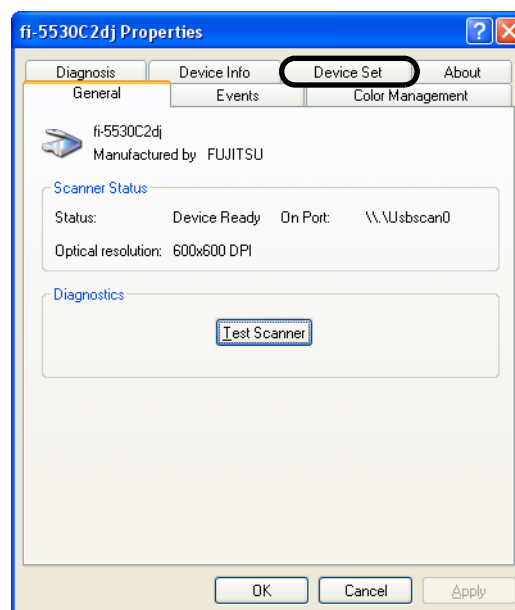 fi-5530C2dj Properties
Diagnosis Device Info Device Set About
General Events Color Management
fi-5530C2dj
Manufactured by FUJITSU
Scanner Status
Status: Device Ready On Port: \\.\Usbscan0
Optical resolution: 600x600 DPI
Diagnostics
Test Scanner
OK Cancel Apply